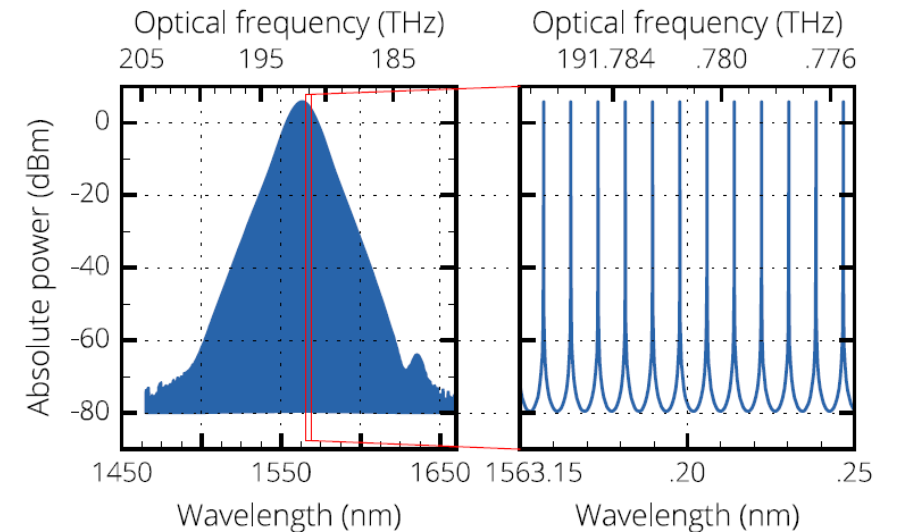 Optical frequency (THz) Optical frequency (THz)
205 195 185 191.784 .780 .776
0
-20
-40
-60
-80
Absolute power (dBm)
1450 1550 1650 1563.15 .20 .25
Wavelength (nm) Wavelength (nm)